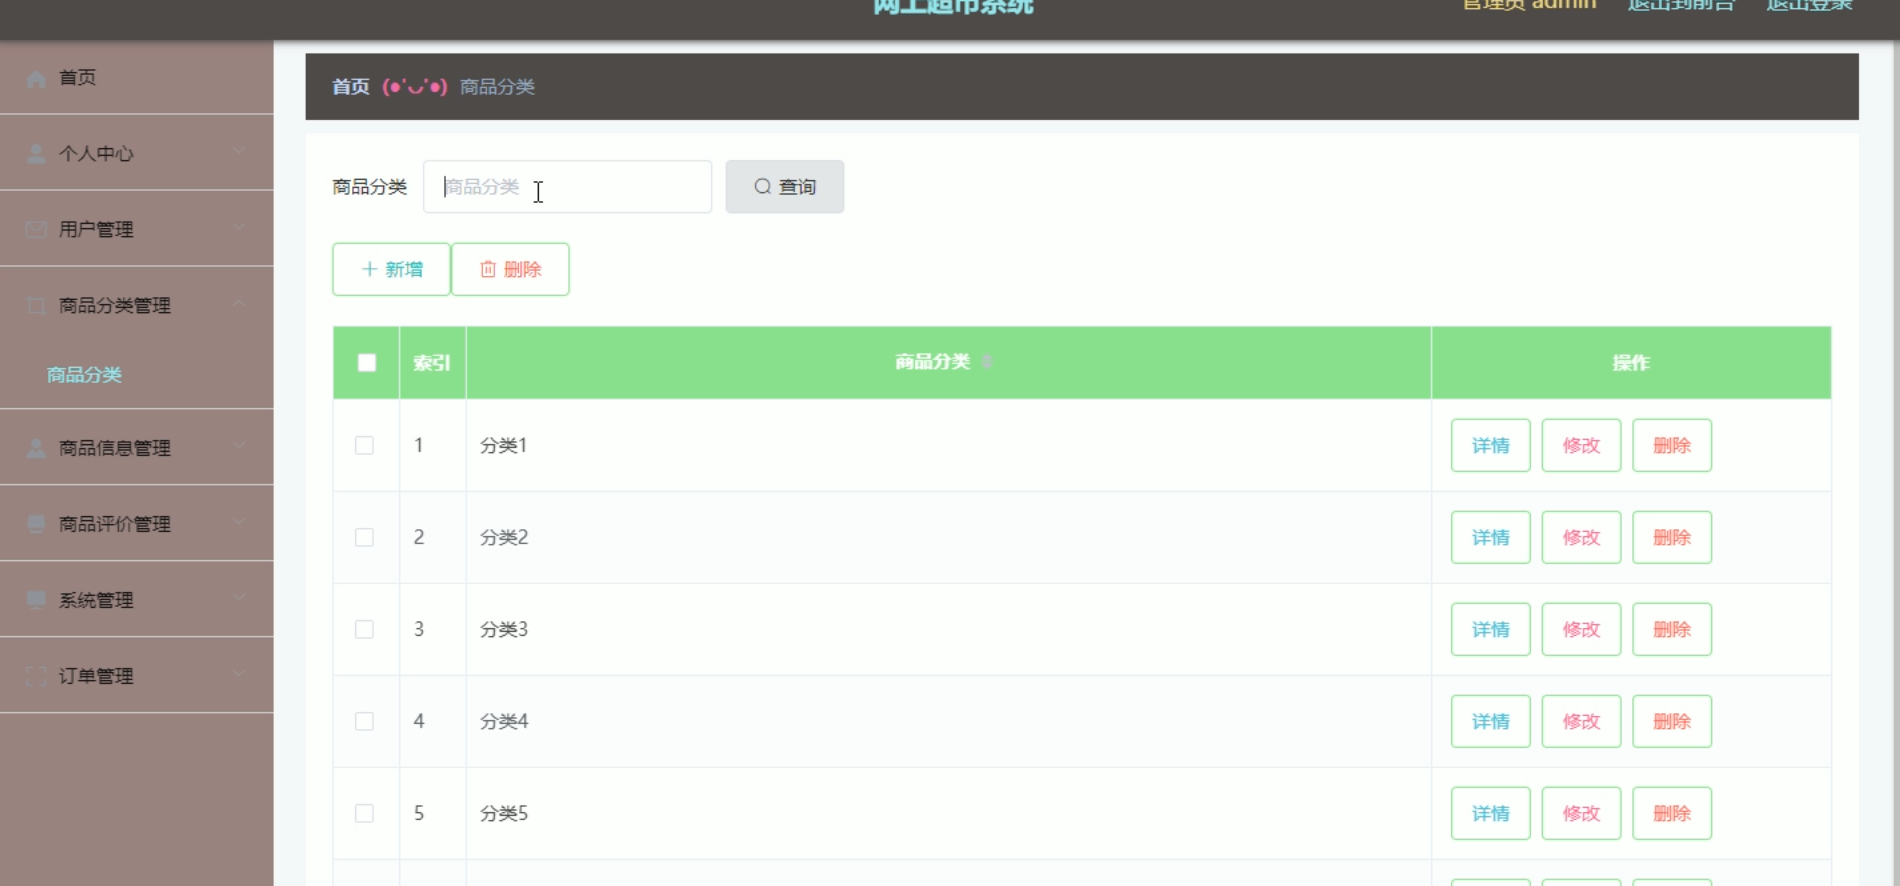 网上超市系统
管理员 admin 退出到前台 退出登录
首页 (●'◡'●) 商品分类
首页
个人中心
用户管理
商品分类管理
商品分类
商品信息管理
商品评价管理
系统管理
订单管理
商品分类 商品分类 查询
新增 删除
索引 商品分类 操作
1 分类1 详情 修改 删除
2 分类2 详情 修改 删除
3 分类3 详情 修改 删除
4 分类4 详情 修改 删除
5 分类5 详情 修改 删除